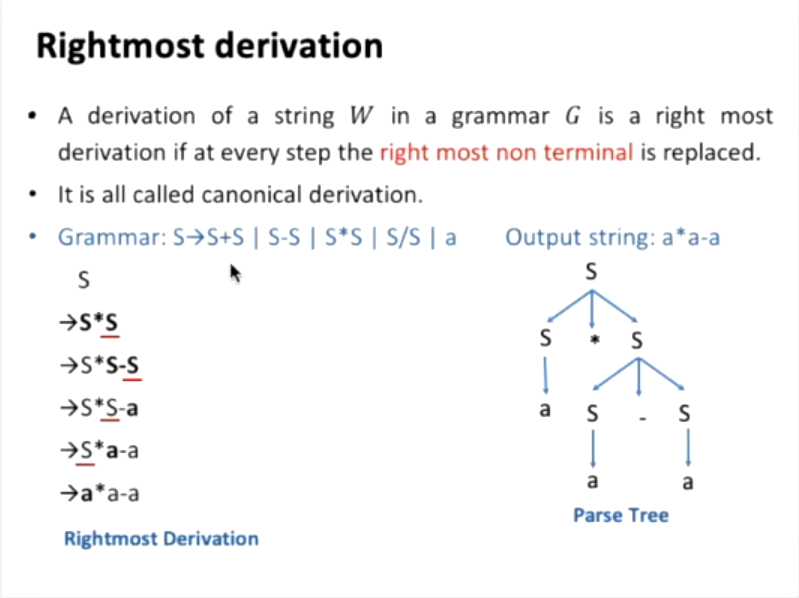 Rightmost derivation
• A derivation of a string W in a grammar G is a right most
derivation if at every step the right most non terminal is replaced.
• It is all called canonical derivation.
• Grammar: S→S+S | S-S | S*S | S/S | a Output string: a*a-a
S
→S*S
→S*S-S
→S*S-a
→S*a-a
→a*a-a
Rightmost Derivation
S
S * S
a S - S
a a
Parse Tree